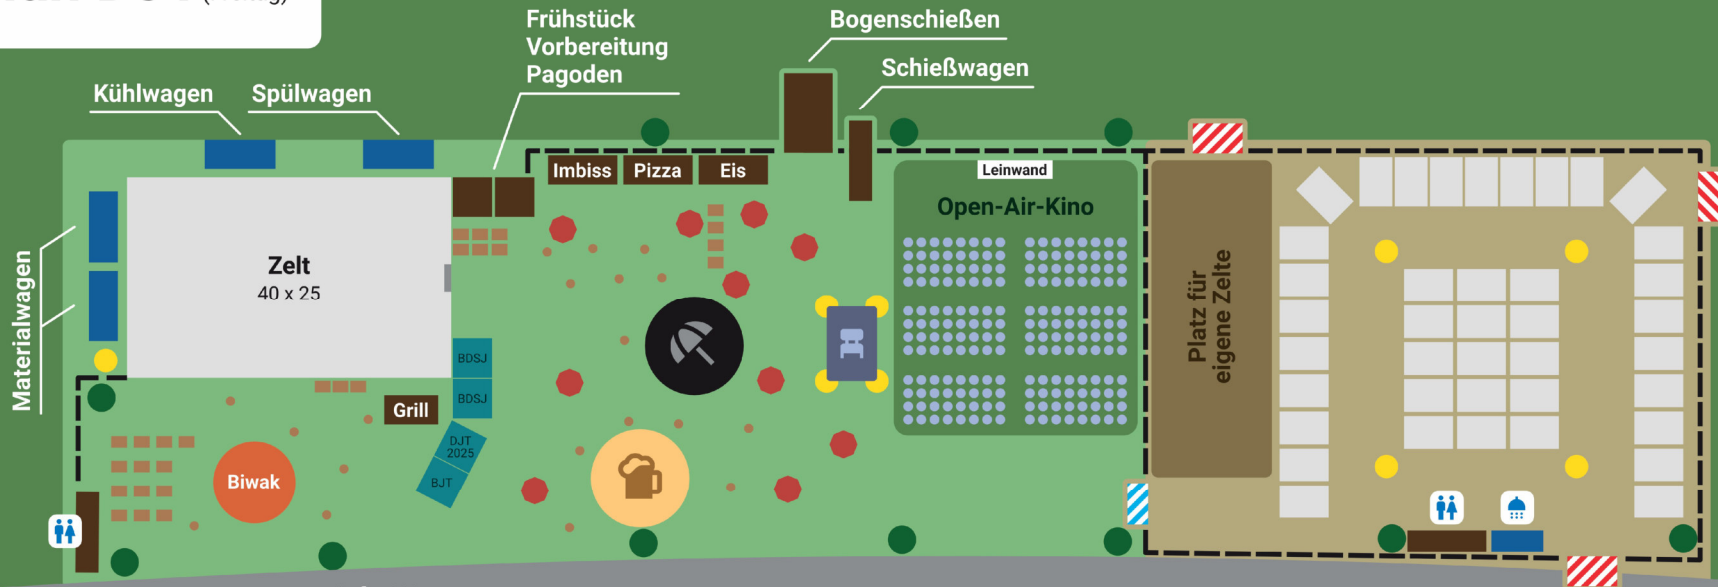 Frühstück
Vorbereitung
Pagoden
Bogenschießen
Schießwagen
Kühlwagen
Spülwagen
Imbiss
Pizza
Eis
Leinwand
Open-Air-Kino
Materialwagen
Zelt
40 x 25
Platz für
eigene Zelte
BDSJ
BDSJ
Grill
DJT
2025
BJT
Biwak